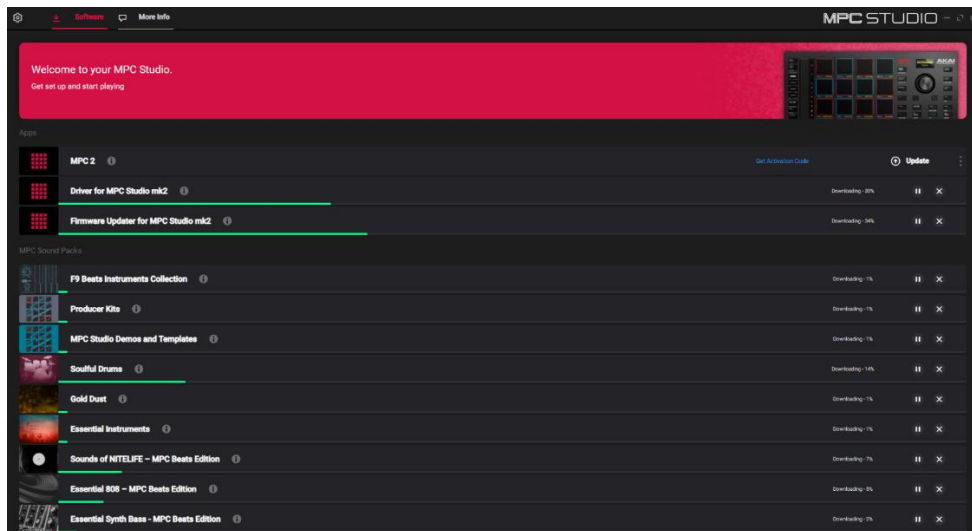 Software More Info MPC STUDIO
Welcome to your MPC Studio.
Get set up and start playing
AKAI
Apps
MPC 2 Get Activation Code Update
Driver for MPC Studio mk2 Downloading - 30%
Firmware Updater for MPC Studio mk2 Downloading - 34%
MPC Sound Packs
F9 Beats Instruments Collection Downloading - 1%
Producer Kits Downloading - 1%
MPC Studio Demos and Templates Downloading - 1%
Soulful Drums Downloading - 14%
Gold Dust Downloading - 1%
Essential Instruments Downloading - 1%
Sounds of NITELIFE – MPC Beats Edition Downloading - 7%
Essential 808 – MPC Beats Edition Downloading - 5%
Essential Synth Bass - MPC Beats Edition Downloading - 2%